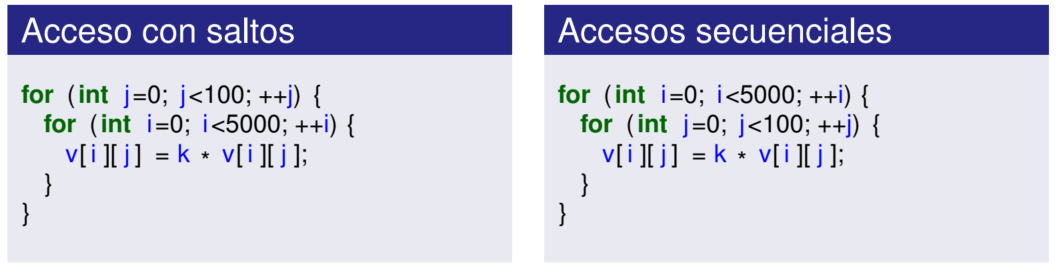 Acceso con saltos
for (int j=0; j<100; ++j) {
for (int i=0; i<5000; ++i) {
v[i][j] = k * v[i][j];
}
}
Accesos secuenciales
for (int i=0; i<5000; ++i) {
for (int j=0; j<100; ++j) {
v[i][j] = k * v[i][j];
}
}